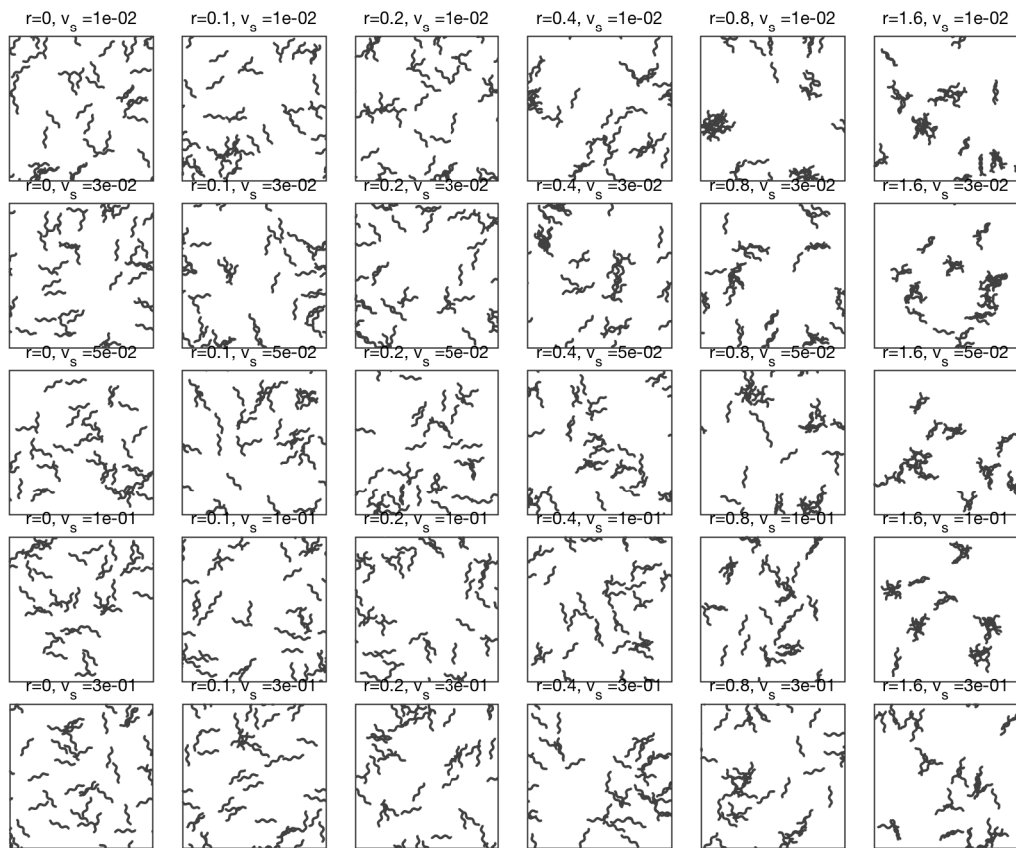 r=0, v_s =1e-02 r=0.1, v_s =1e-02 r=0.2, v_s =1e-02 r=0.4, v_s =1e-02 r=0.8, v_s =1e-02 r=1.6, v_s =1e-02
r=0, v_s =3e-02 r=0.1, v_s =3e-02 r=0.2, v_s =3e-02 r=0.4, v_s =3e-02 r=0.8, v_s =3e-02 r=1.6, v_s =3e-02
r=0, v_s =5e-02 r=0.1, v_s =5e-02 r=0.2, v_s =5e-02 r=0.4, v_s =5e-02 r=0.8, v_s =5e-02 r=1.6, v_s =5e-02
r=0, v_s =1e-01 r=0.1, v_s =1e-01 r=0.2, v_s =1e-01 r=0.4, v_s =1e-01 r=0.8, v_s =1e-01 r=1.6, v_s =1e-01
r=0, v_s =3e-01 r=0.1, v_s =3e-01 r=0.2, v_s =3e-01 r=0.4, v_s =3e-01 r=0.8, v_s =3e-01 r=1.6, v_s =3e-01